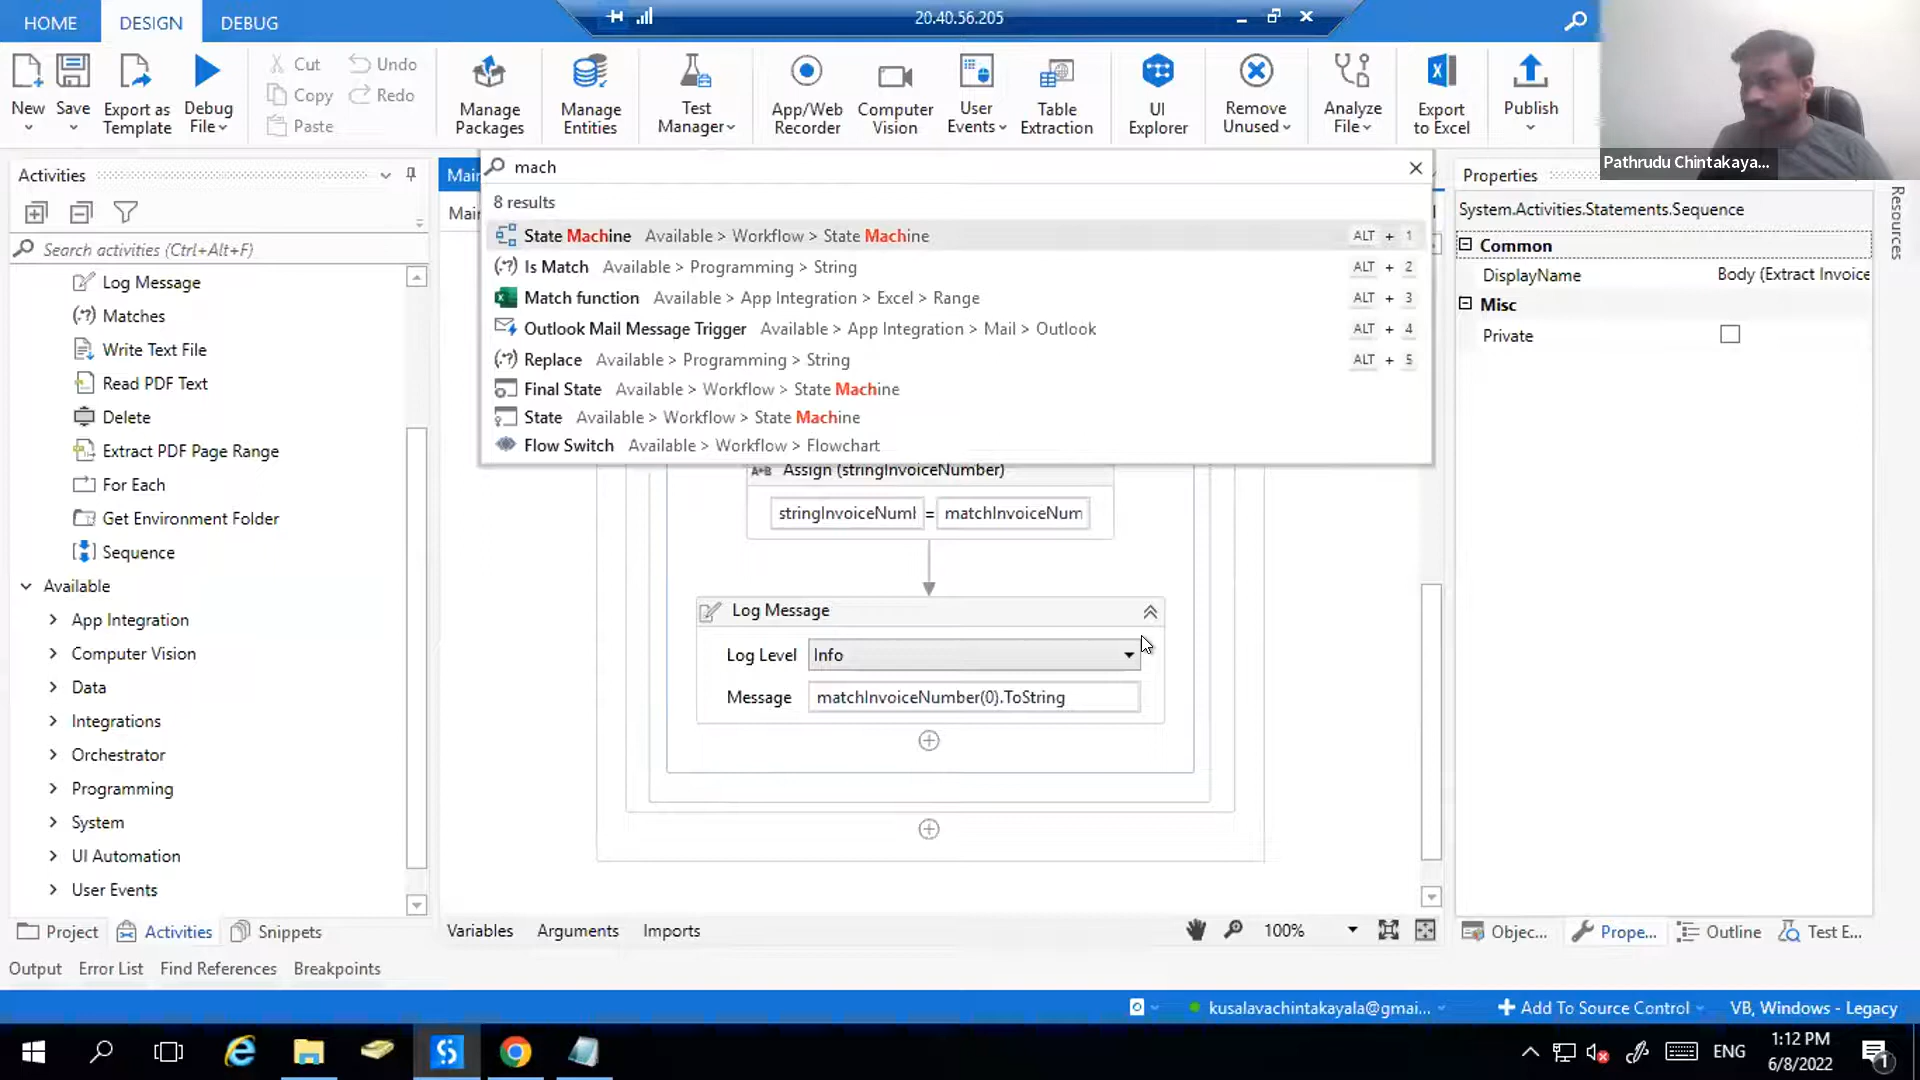 HOME DESIGN DEBUG
20.40.56.205
New Save Export as Template Debug File
Cut Copy Paste Undo Redo
Manage Packages Manage Entities Test Manager App/Web Recorder Computer Vision User Events Table Extraction UI Explorer Remove Unused Analyze File Export to Excel Publish
Pathrudu Chintakaya...
Activities
Search activities (Ctrl+Alt+F)
Log Message
Matches
Write Text File
Read PDF Text
Delete
Extract PDF Page Range
For Each
Get Environment Folder
Sequence
Available
App Integration
Computer Vision
Data
Integrations
Orchestrator
Programming
System
UI Automation
User Events
Project Activities Snippets
Mair
Mair
mach
8 results
State Machine Available > Workflow > State Machine ALT + 1
Is Match Available > Programming > String ALT + 2
Match function Available > App Integration > Excel > Range ALT + 3
Outlook Mail Message Trigger Available > App Integration > Mail > Outlook ALT + 4
Replace Available > Programming > String ALT + 5
Final State Available > Workflow > State Machine
State Available > Workflow > State Machine
Flow Switch Available > Workflow > Flowchart
A+B Assign (stringInvoiceNumber)
stringInvoiceNuml = matchInvoiceNum
Log Message
Log Level Info
Message matchInvoiceNumber(0).ToString
Variables Arguments Imports 100%
Properties
System.Activities.Statements.Sequence
Common
DisplayName Body (Extract Invoice
Misc
Private
Resources
Objec... Prope... Outline Test E...
Output Error List Find References Breakpoints
kusalavachintakayala@gmai... Add To Source Control VB, Windows - Legacy
ENG 1:12 PM
6/8/2022
1